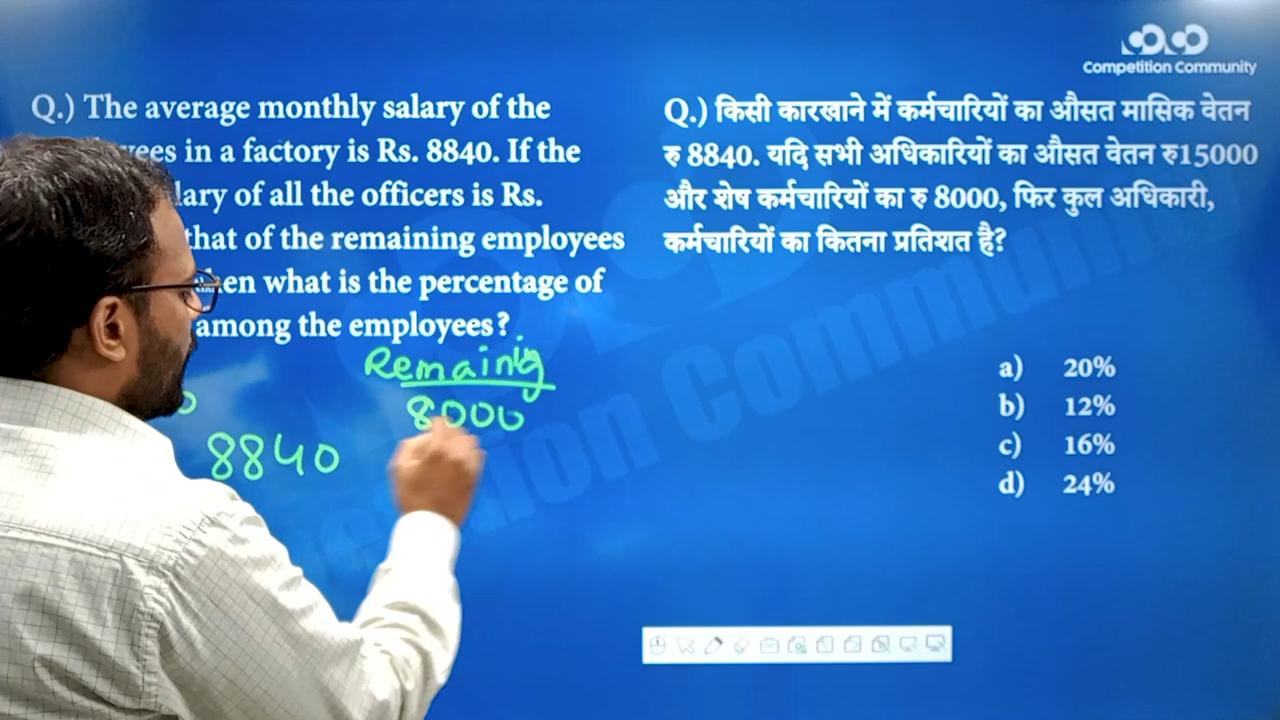 Competition Community
Q.) The average monthly salary of the
in a factory is Rs. 8840. If the
of all the officers is Rs.
that of the remaining employees
what is the percentage of
among the employees?
Q.) किसी कारखाने में कर्मचारियों का औसत मासिक वेतन
रु 8840. यदि सभी अधिकारियों का औसत वेतन रु15000
और शेष कर्मचारियों का रु 8000, फिर कुल अधिकारी,
कर्मचारियों का कितना प्रतिशत है?
Remaining
8000
8840
a) 20%
b) 12%
c) 16%
d) 24%